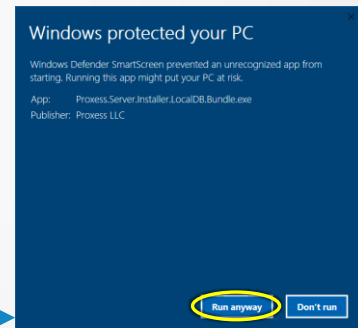 Windows protected your PC
Windows Defender SmartScreen prevented an unrecognized app from
starting. Running this app might put your PC at risk.
App: Proxess.Server.Installer.LocalDB.Bundle.exe
Publisher: Proxess LLC
Run anyway Don't run